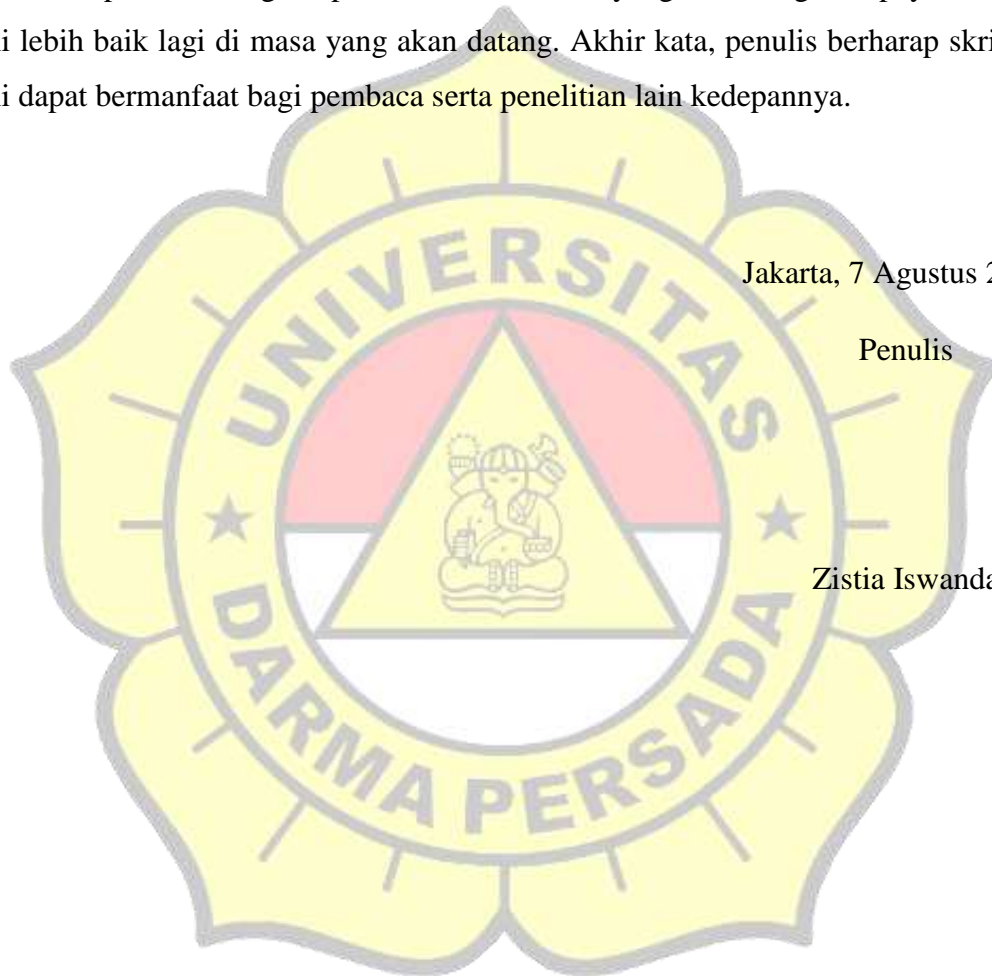 i lebih baik lagi di masa yang akan datang. Akhir kata, penulis berharap skri
i dapat bermanfaat bagi pembaca serta penelitian lain kedepannya.
Jakarta, 7 Agustus 2
Penulis
Zistia Iswanda
UNIVERSITAS
DARMA PERSADA